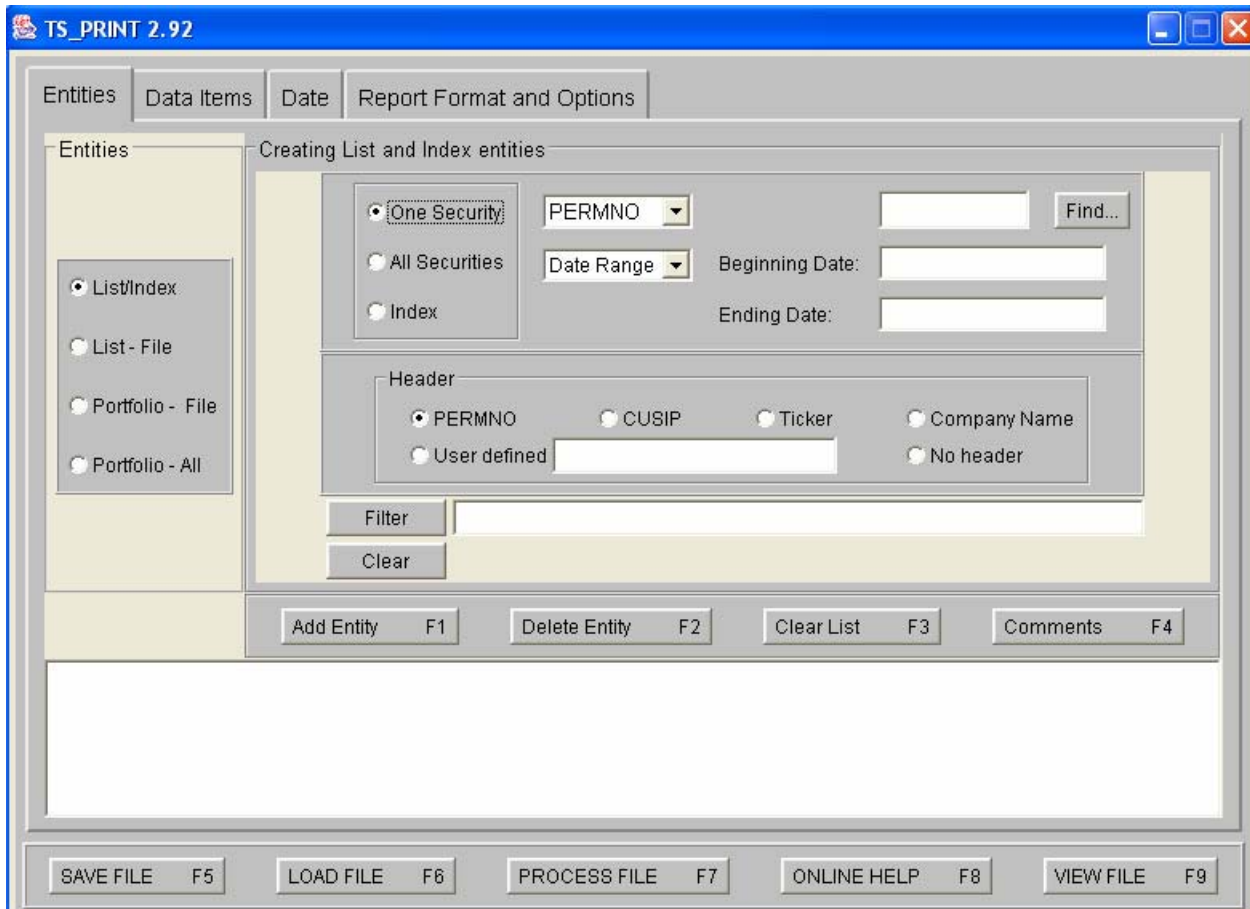 TS_PRINT 2.92
Entities Data Items Date Report Format and Options
Entities
List/Index
List - File
Portfolio - File
Portfolio - All
Creating List and Index entities
One Security PERMNO Find...
All Securities Date Range Beginning Date:
Index Ending Date:
Header
PERMNO CUSIP Ticker Company Name
User defined No header
Filter
Clear
Add Entity F1 Delete Entity F2 Clear List F3 Comments F4
SAVE FILE F5 LOAD FILE F6 PROCESS FILE F7 ONLINE HELP F8 VIEW FILE F9